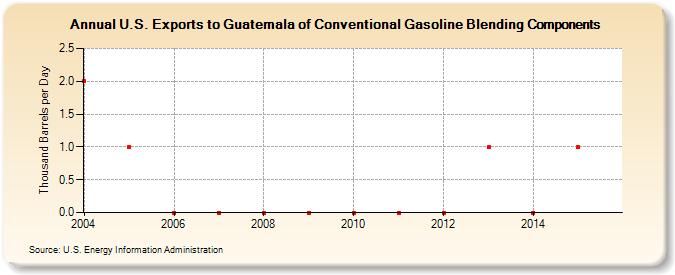 Annual U.S. Exports to Guatemala of Conventional Gasoline Blending Components
Thousand Barrels per Day
2.5
2.0
1.5
1.0
0.5
0.0
2004 2006 2008 2010 2012 2014
Source: U.S. Energy Information Administration